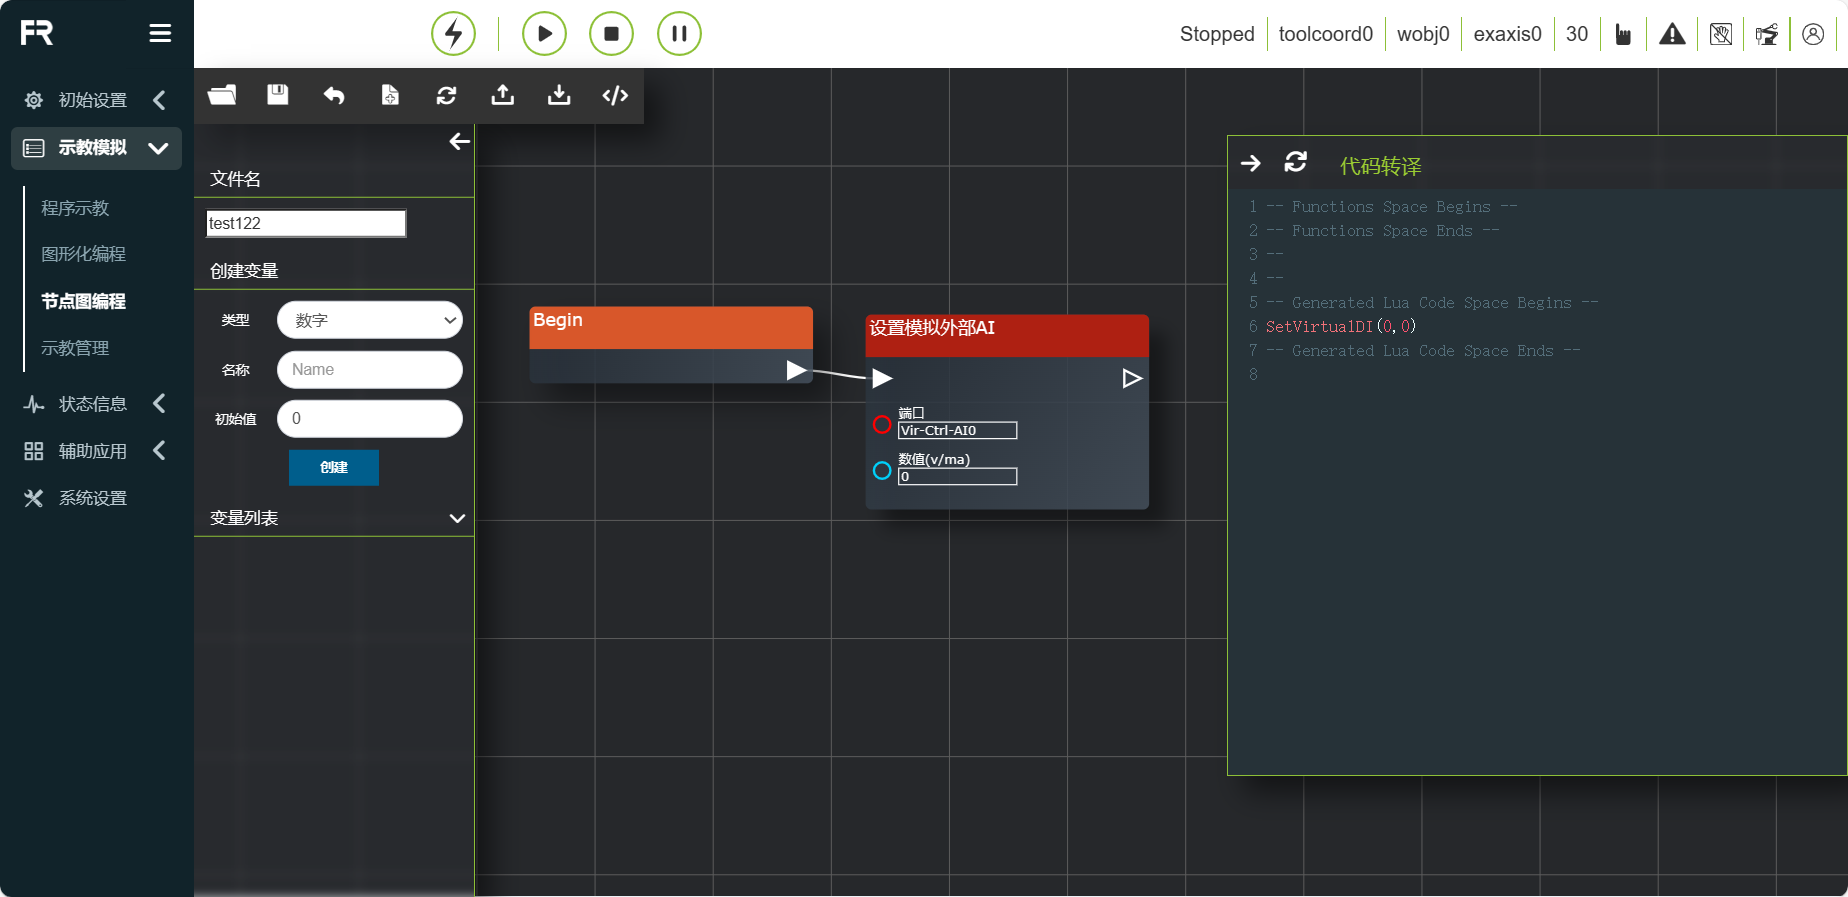 FR
Stopped
toolcoord0
wobj0
exaxis0
30
初始设置
示教模拟
程序示教
图形化编程
节点图编程
示教管理
状态信息
辅助应用
系统设置
文件名
test122
创建变量
类型 数字
名称 Name
初始值 0
创建
变量列表
Begin
设置模拟外部AI
端口
Vir-Ctrl-AI0
数值(v/ma)
0
代码转译
1 -- Functions Space Begins --
2 -- Functions Space Ends --
3 --
4 --
5 -- Generated Lua Code Space Begins --
6 SetVirtualDI(0,0)
7 -- Generated Lua Code Space Ends --
8